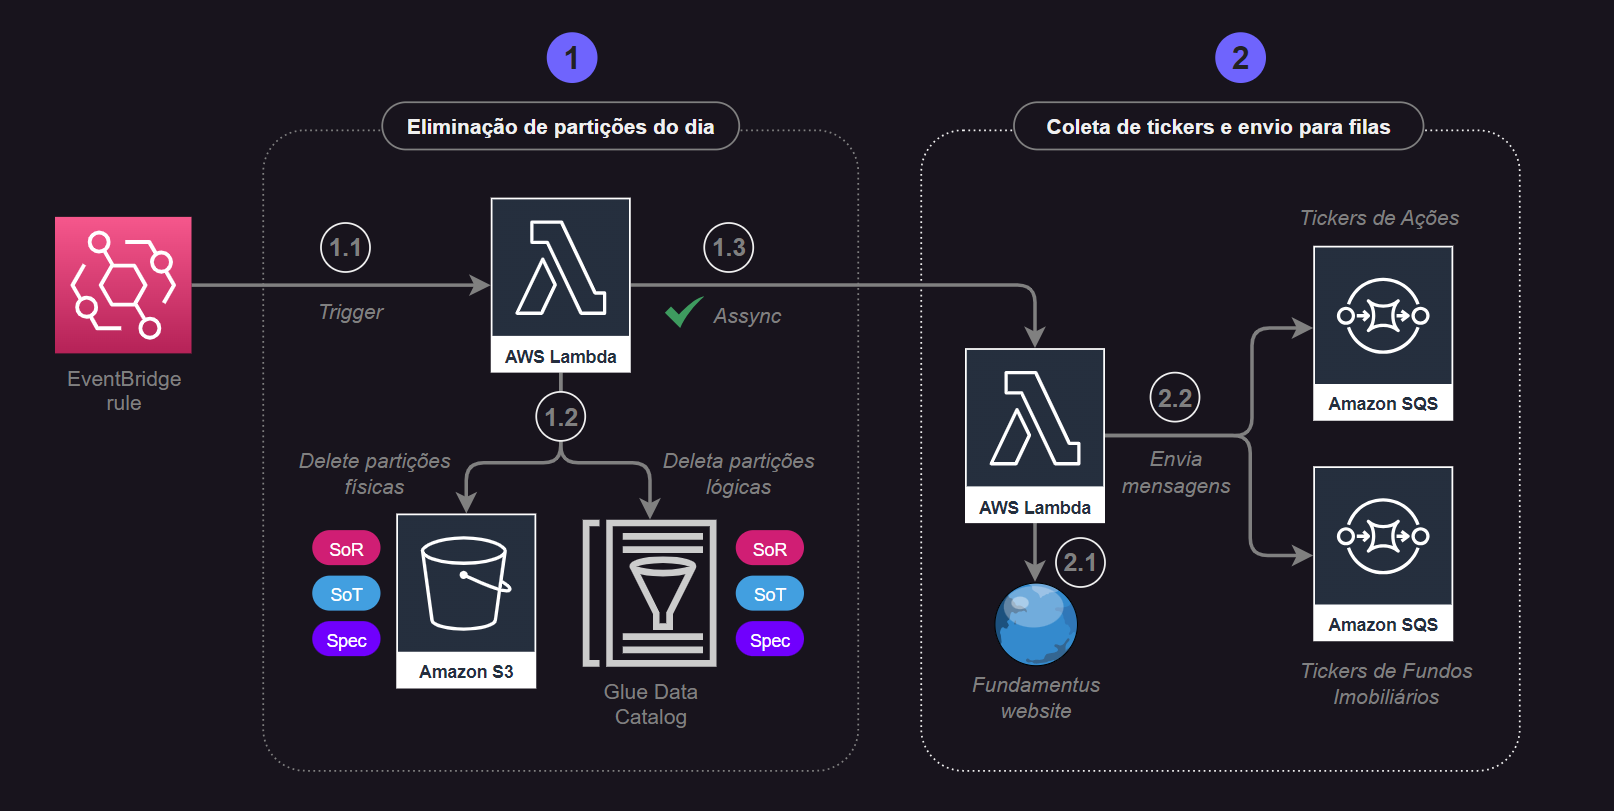 1
Eliminação de partições do dia
EventBridge
rule
1.1
Trigger
AWS Lambda
1.3
Assync
1.2
Delete partições
físicas
Deleta partições
lógicas
SoR
SoT
Spec
Amazon S3
SoR
SoT
Spec
Glue Data
Catalog
2
Coleta de tickers e envio para filas
AWS Lambda
2.1
Fundamentus
website
2.2
Envia
mensagens
Tickers de Ações
Amazon SQS
Amazon SQS
Tickers de Fundos
Imobiliários